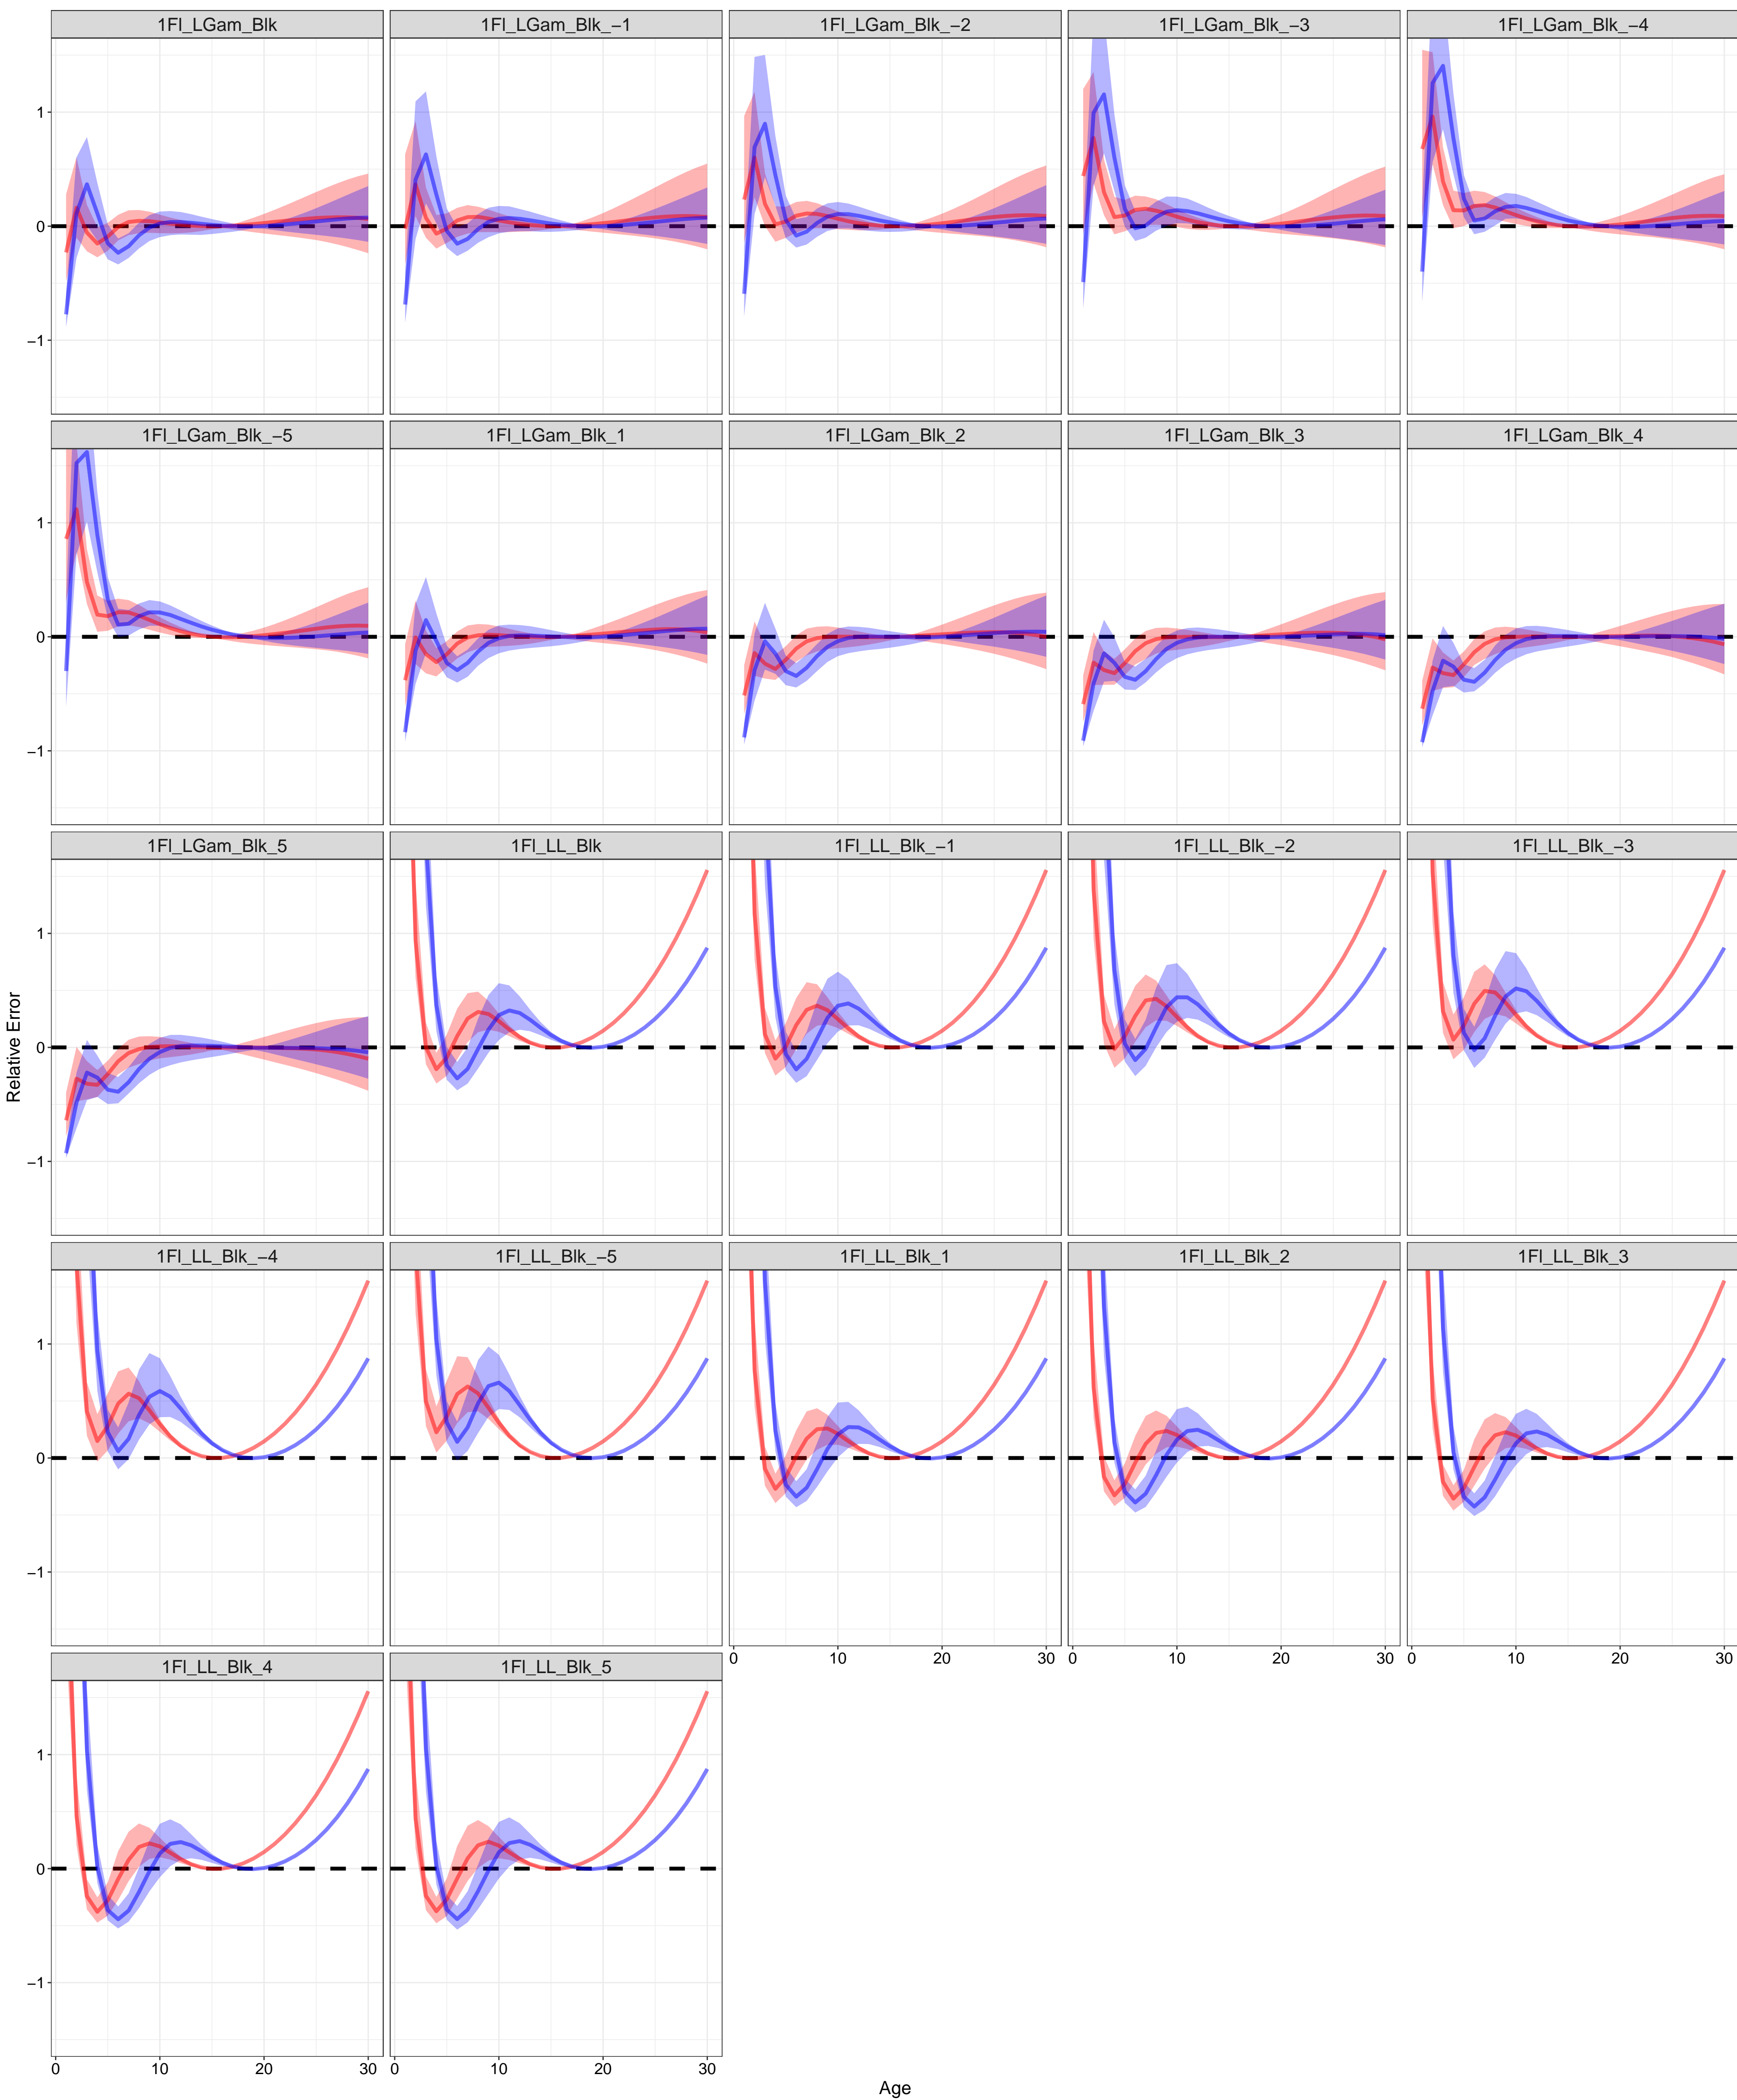 1Fl_LGam_Blk
1Fl_LGam_Blk_−1
1Fl_LGam_Blk_−2
1Fl_LGam_Blk_−3
1Fl_LGam_Blk_−4
1
0
−1
1Fl_LGam_Blk_−5
1Fl_LGam_Blk_1
1Fl_LGam_Blk_2
1Fl_LGam_Blk_3
1Fl_LGam_Blk_4
1
0
−1
1Fl_LGam_Blk_5
1Fl_LL_Blk
1Fl_LL_Blk_−1
1Fl_LL_Blk_−2
1Fl_LL_Blk_−3
1
0
−1
Relative Error
1Fl_LL_Blk_−4
1Fl_LL_Blk_−5
1Fl_LL_Blk_1
1Fl_LL_Blk_2
1Fl_LL_Blk_3
1
0
−1
0 10 20 30
0 10 20 30
0 10 20 30
1Fl_LL_Blk_4
1Fl_LL_Blk_5
1
0
−1
0 10 20 30
0 10 20 30
Age